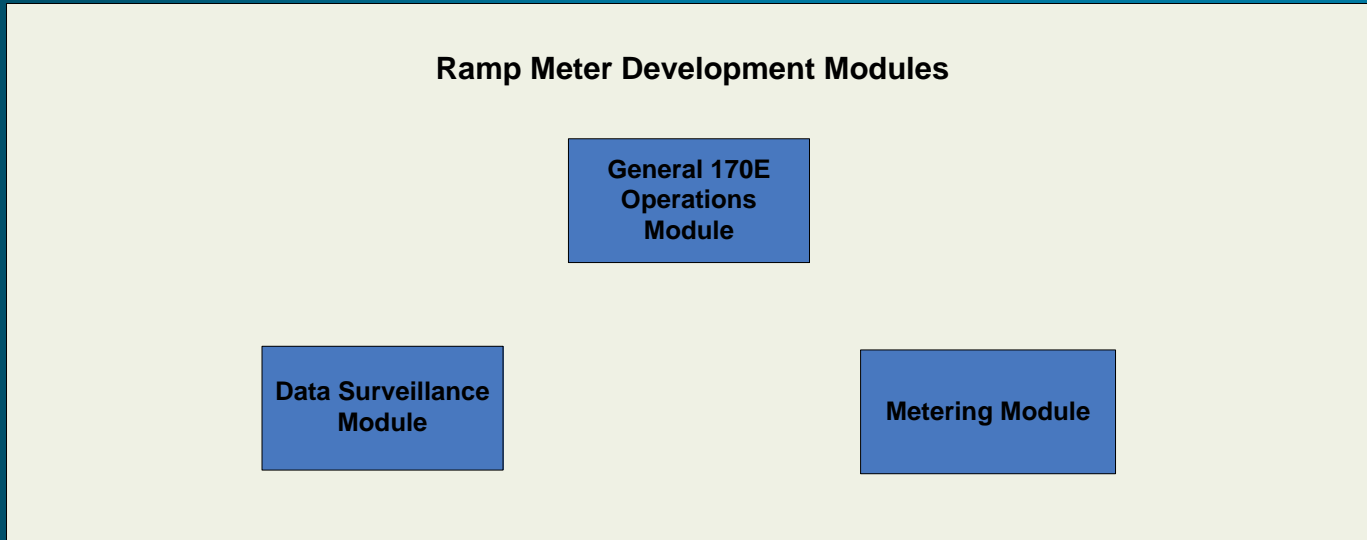 Ramp Meter Development Modules
General 170E
Operations
Module
Data Surveillance
Module
Metering Module